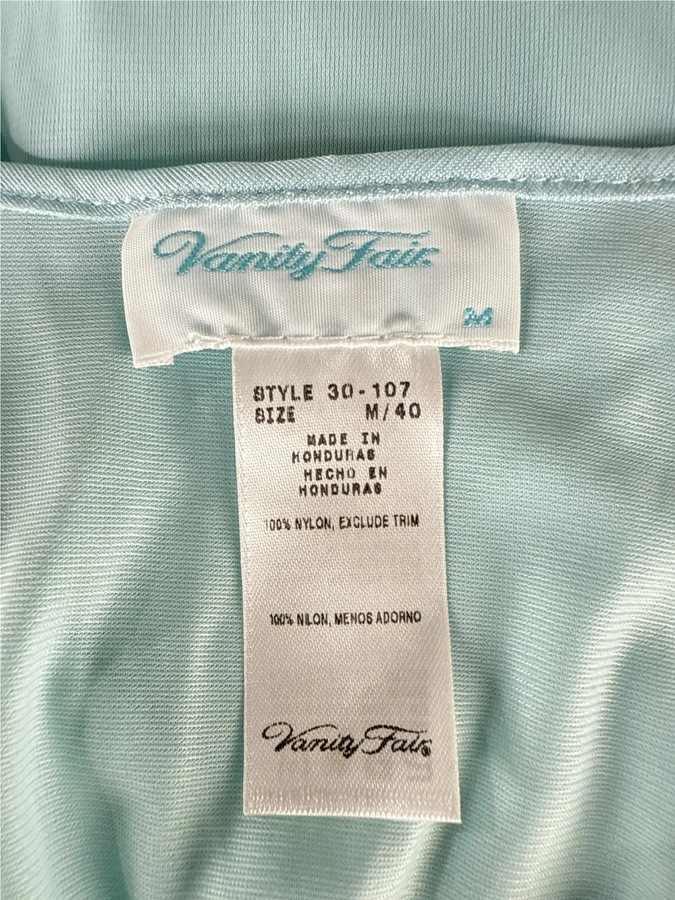 Vanity Fair.
M
STYLE 30-107
SIZE M/40
MADE IN
HONDURAS
HECHO EN
HONDURAS
100% NYLON, EXCLUDE TRIM
100% NILON, MENOS ADORNO
Vanity Fair®